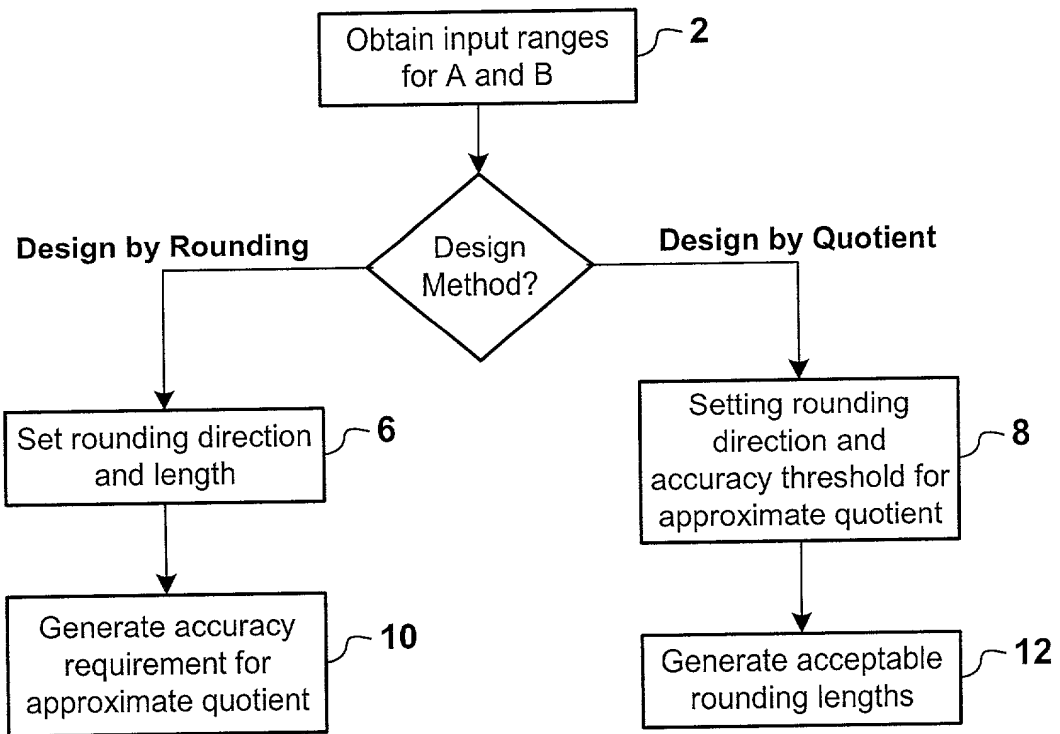 Obtain input ranges
for A and B
2
Design by Rounding
Design
Method?
Design by Quotient
Set rounding direction
and length
6
Setting rounding
direction and
accuracy threshold for
approximate quotient
8
Generate accuracy
requirement for
approximate quotient
10
Generate acceptable
rounding lengths
12